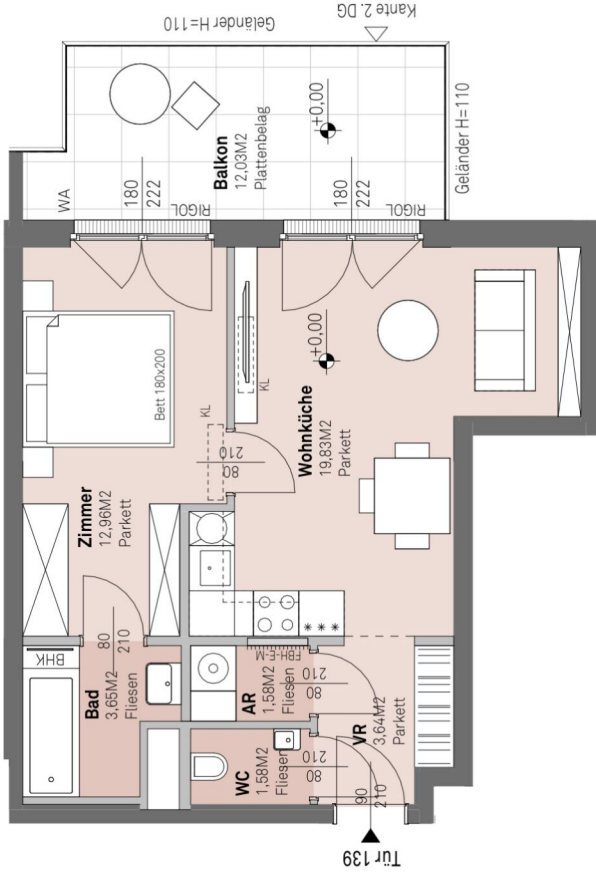 Geländer H=110
Kante 2. DG
Geländer H=110
Balkon
12,03M2
Plattenbelag
+0,00
WA
180
222
RIGOL
180
222
RIGOL
Bett 180x200
KL
KL
+0,00
Zimmer
12,96M2
Parkett
80
210
Wohnküche
19,83M2
Parkett
80
210
BHK
Bad
3,65M2
Fliesen
FBH-E-M
AR
1,58M2
Fliesen
80
210
WC
1,58M2
Fliesen
80
210
VR
3,64M2
Parkett
90
210
Tür 139
***